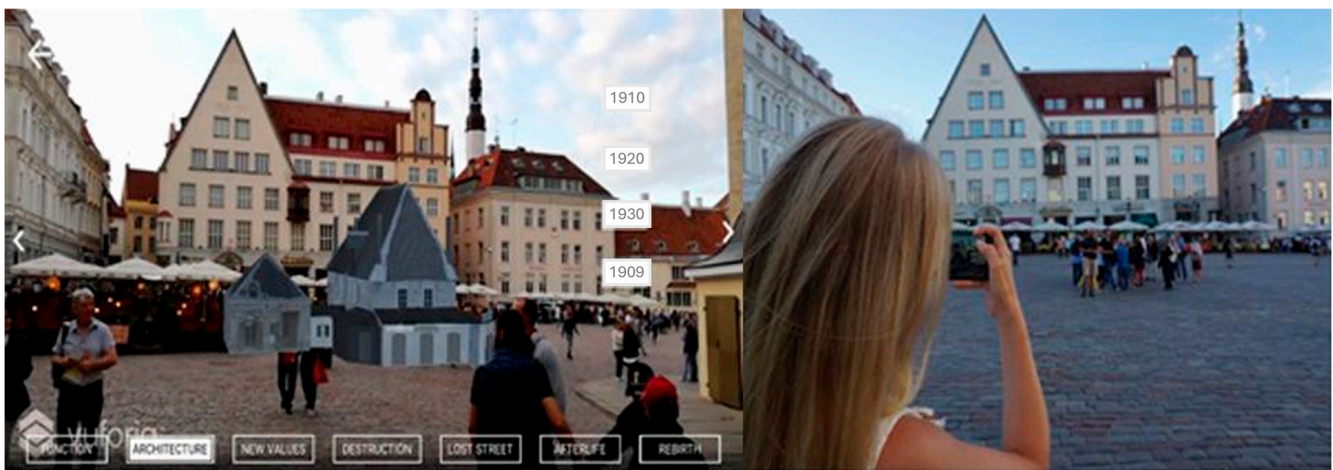 1910
1920
1930
1909
vuforia
FUNCTION
ARCHITECTURE
NEW VALUES
DESTRUCTION
LOST STREET
AFTERLIFE
REBIRTH